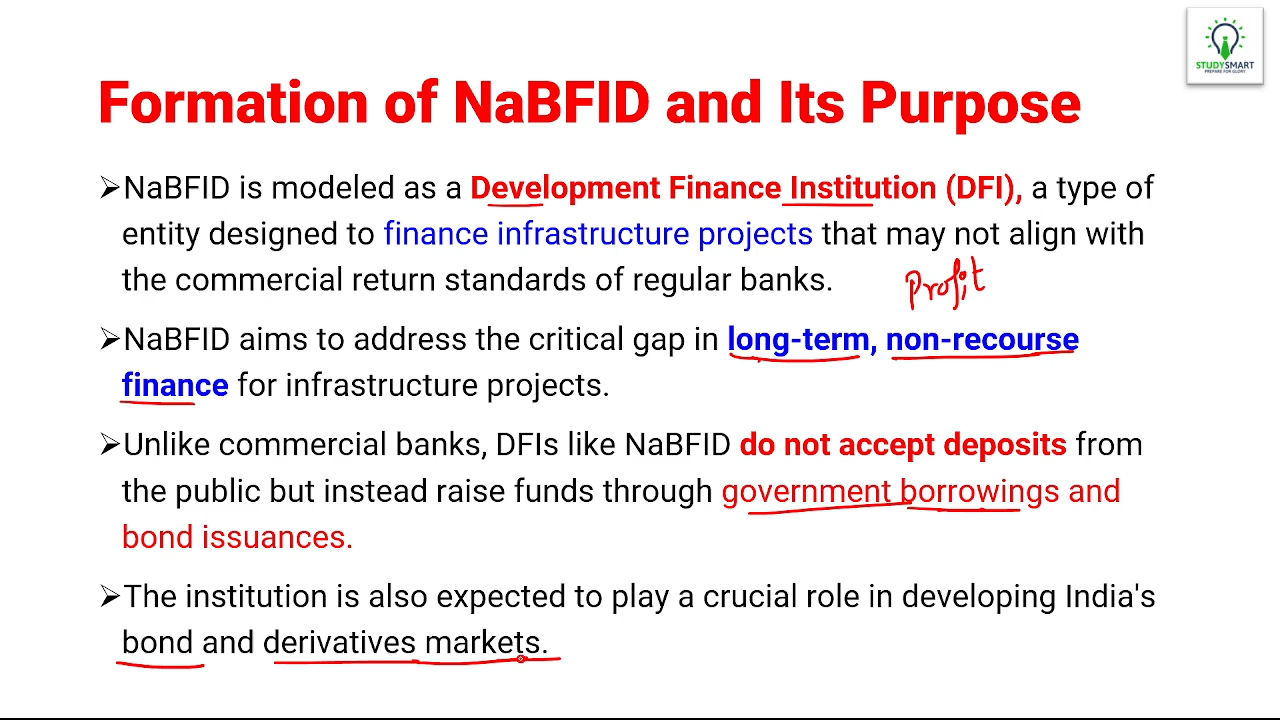 STUDYSMART
PREPARE FOR GLORY
Formation of NaBFID and Its Purpose
➢NaBFID is modeled as a Development Finance Institution (DFI), a type of
entity designed to finance infrastructure projects that may not align with
the commercial return standards of regular banks.
Profit
➢NaBFID aims to address the critical gap in long-term, non-recourse
finance for infrastructure projects.
➢Unlike commercial banks, DFIs like NaBFID do not accept deposits from
the public but instead raise funds through government borrowings and
bond issuances.
➢The institution is also expected to play a crucial role in developing India's
bond and derivatives markets.